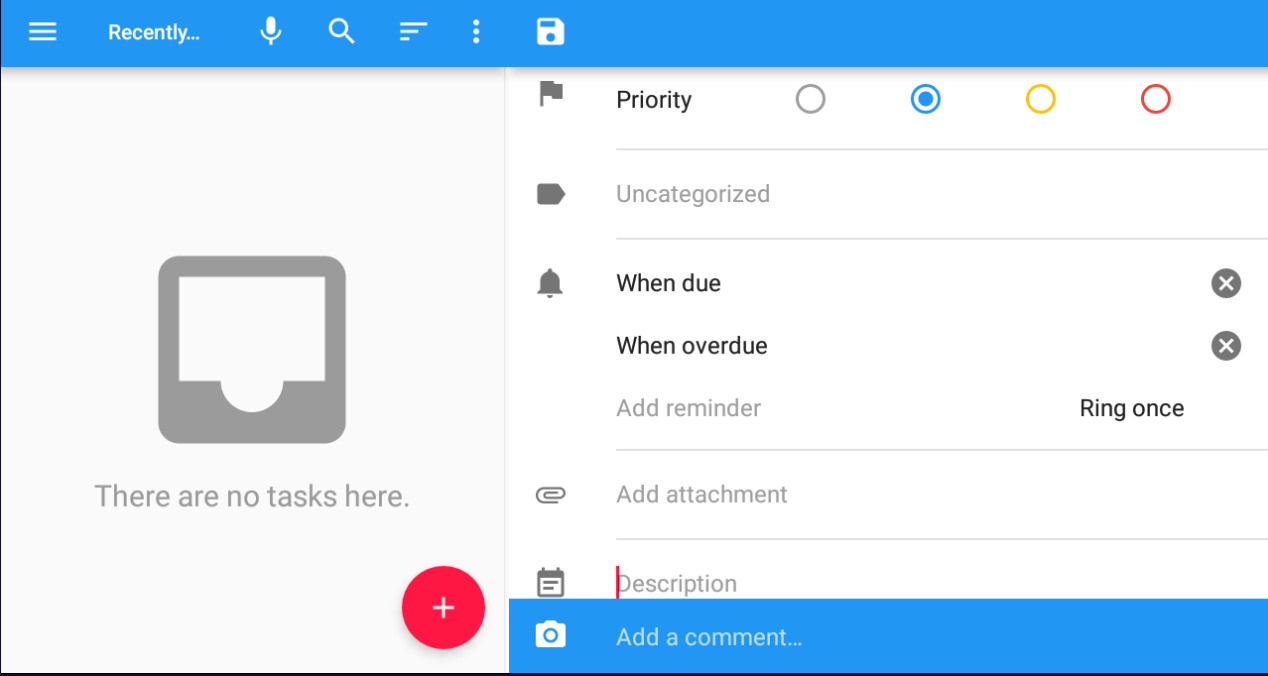 Recently...
There are no tasks here.
Priority
Uncategorized
When due
When overdue
Add reminder
Ring once
Add attachment
Description
Add a comment...